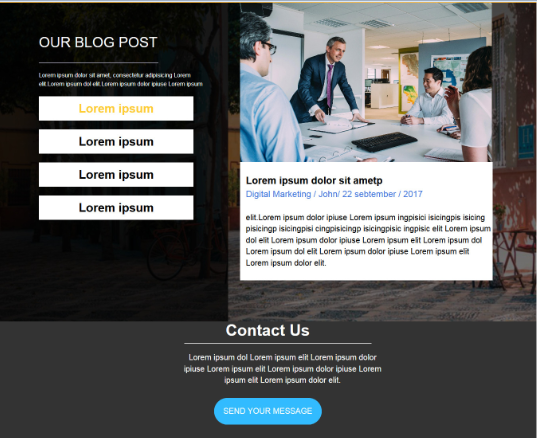 OUR BLOG POST
Lorem ipsum dolor sit amet, consectetur adipisicing Lorem
elit.Lorem ipsum dolor ipiuse Lorem ipsum dolor Lorem ipsum
Lorem ipsum
Lorem ipsum
Lorem ipsum
Lorem ipsum
Lorem ipsum dolor sit ametp
Digital Marketing / John/ 22 sebtember / 2017
elit.Lorem ipsum dolor ipiuse Lorem ipsum ingpisici isicingpis isicing
pisicingp isicingpisi cingpisicingp isicingpisic ingpisic elit Lorem ipsum
dol elit Lorem ipsum dolor ipiuse Lorem ipsum elit Lorem ipsum dol
Lorem ipsum dol elit Lorem ipsum dolor ipiuse Lorem ipsum elit
Lorem ipsum dolor elit.
Contact Us
Lorem ipsum dol Lorem ipsum elit Lorem ipsum dolor
ipiuse Lorem ipsum elit Lorem ipsum dol Lorem ipsum
ipsum elit Lorem ipsum dolor elit.
SEND YOUR MESSAGE